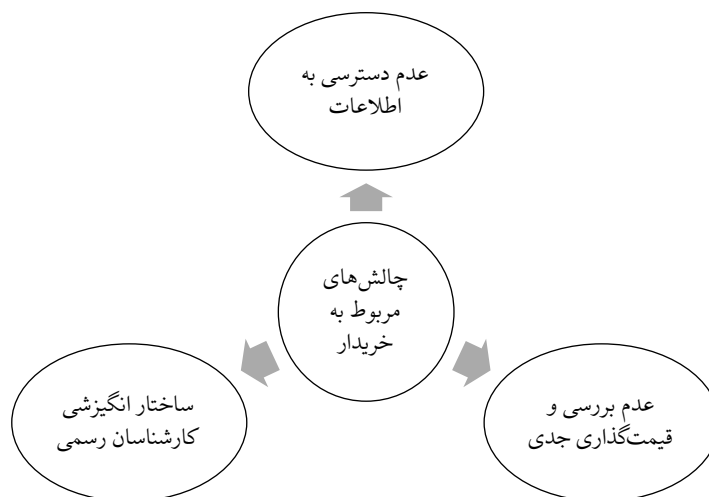 عدم دسترسی به
اطلاعات
چالش‌های
مربوط به
خریدار
عدم بررسی و
قیمت‌گذاری جدی
ساختار انگیزشی
کارشناسان رسمی